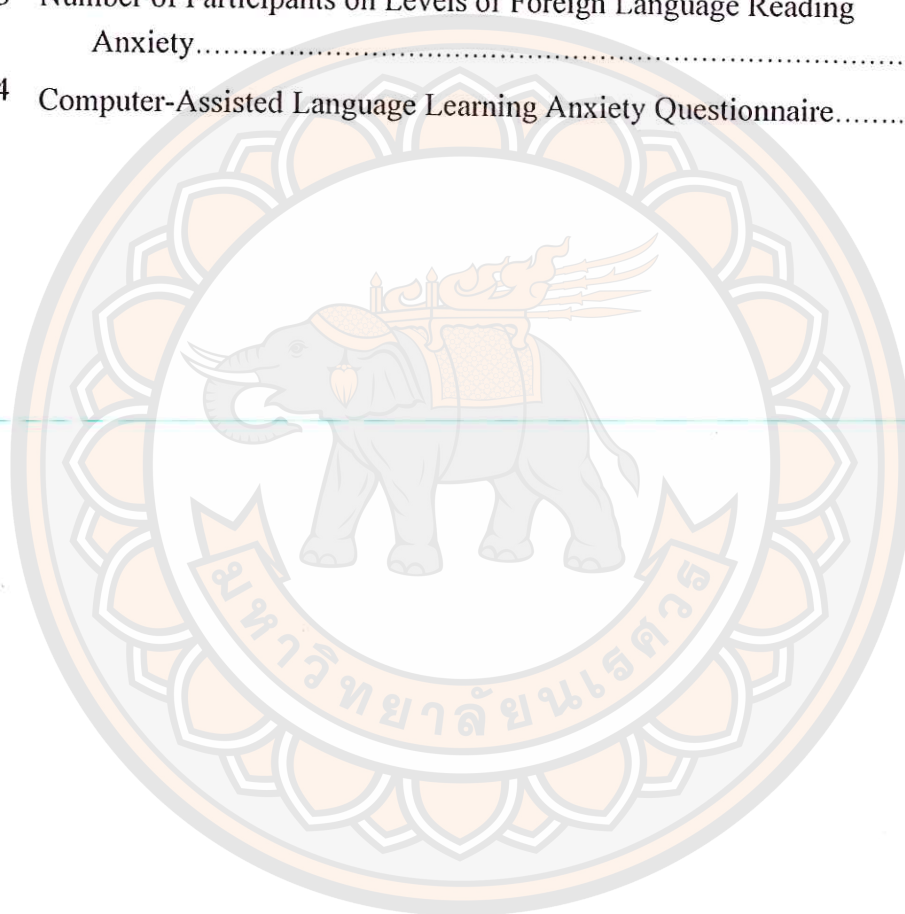 Number of Participants on Levels of Foreign Language Reading
Anxiety....................................................................................
4 Computer-Assisted Language Learning Anxiety Questionnaire........
มหาวิทยาลัยนเรศวร